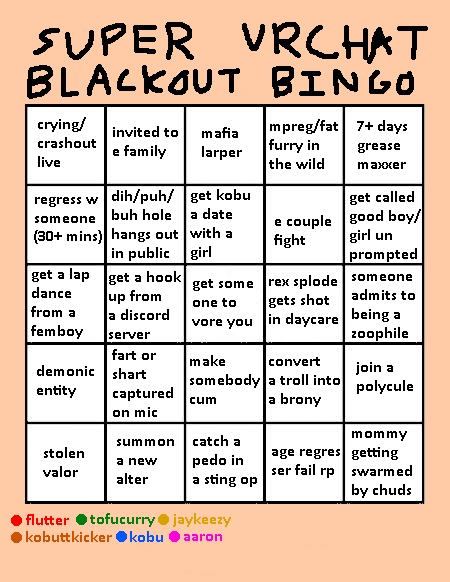 SUPER VRCHAT
BLACKOUT BINGO
crying/
crashout
live
invited to
e family
mafia
larper
mpreg/fat
furry in
the wild
7+ days
grease
maxxer
regress w
someone
(30+ mins)
dih/puh/
buh hole
hangs out
in public
get kobu
a date
with a
girl
e couple
fight
get called
good boy/
girl un
prompted
get a lap
dance
from a
femboy
get a hook
up from
a discord
server
get some
one to
vore you
rex splode
gets shot
in daycare
someone
admits to
being a
zoophile
demonic
entity
fart or
shart
captured
on mic
make
somebody
cum
convert
a troll into
a brony
join a
polycule
stolen
valor
summon
a new
alter
catch a
pedo in
a sting op
age regres
ser fail rp
mommy
getting
swarmed
by chuds
flutter tofucurry jaykeezy
kobuttkicker kobu aaron